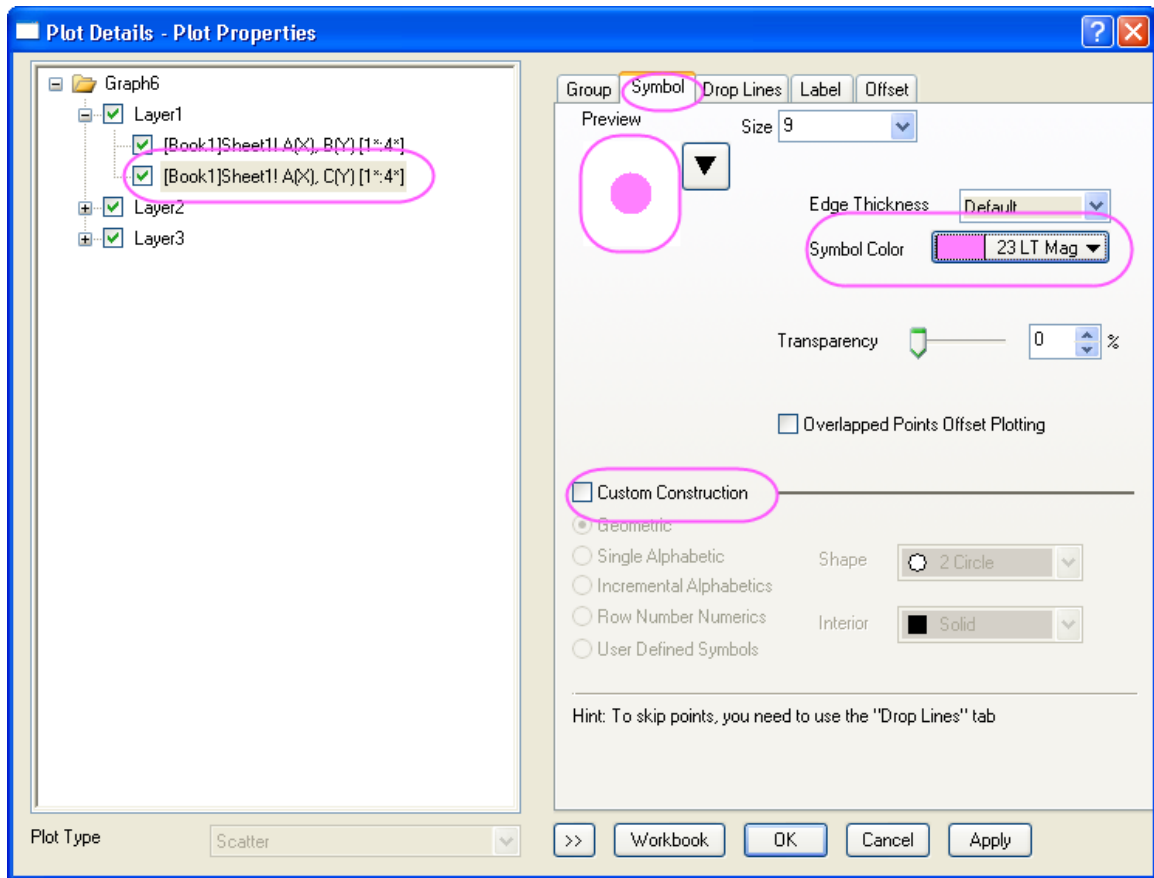 Plot Details - Plot Properties
Graph6
Layer1
[Book1]Sheet1! A(X), B(Y) [1*:4*]
[Book1]Sheet1! A(X), C(Y) [1*:4*]
Layer2
Layer3
Group Symbol Drop Lines Label Offset
Preview Size 9
Edge Thickness Default
Symbol Color 23 LT Mag
Transparency 0 %
Overlapped Points Offset Plotting
Custom Construction
Geometric
Single Alphabetic Shape 2 Circle
Incremental Alphabetics
Row Number Numerics Interior Solid
User Defined Symbols
Hint: To skip points, you need to use the "Drop Lines" tab
Plot Type Scatter >> Workbook OK Cancel Apply